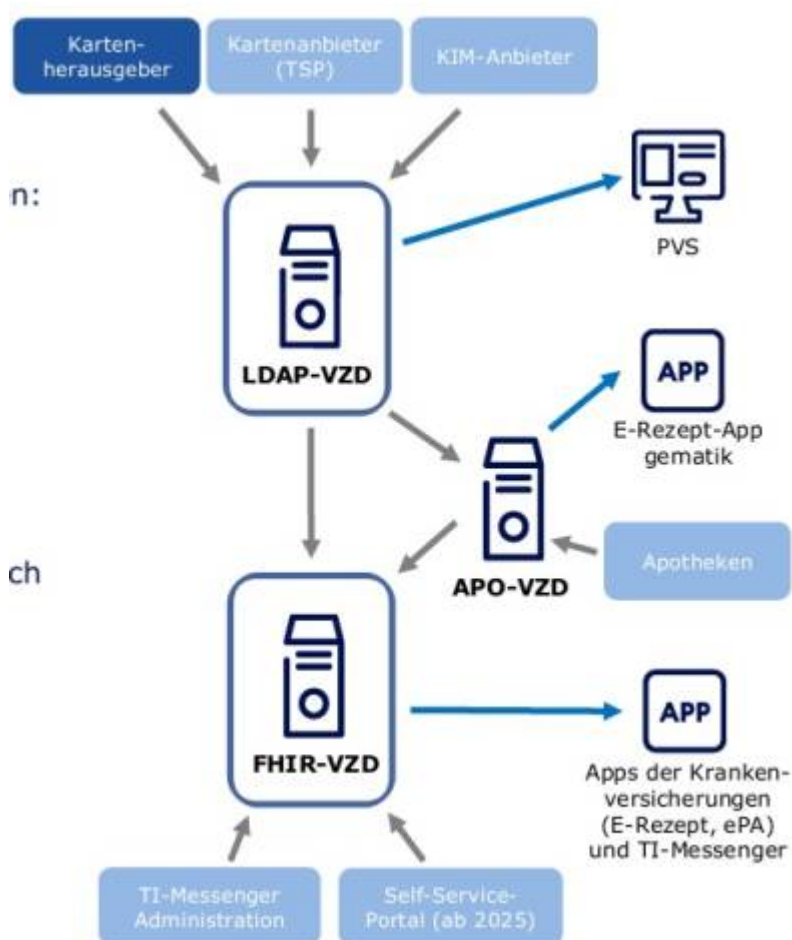 Karten-
herausgeber
Kartenanbieter
(TSP)
KIM-Anbieter
n:
PVS
LDAP-VZD
APP
E-Rezept-App
gematik
ch
APO-VZD
Apotheken
FHIR-VZD
APP
Apps der Kranken-
versicherungen
(E-Rezept, ePA)
und TI-Messenger
TI-Messenger
Administration
Self-Service-
Portal (ab 2025)